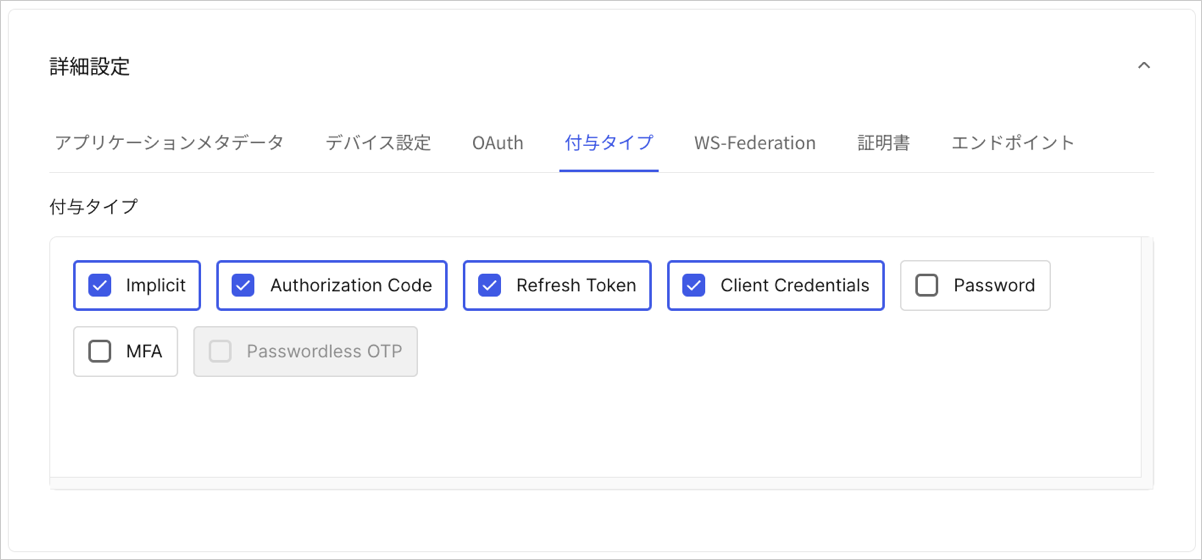 詳細設定
アプリケーションメタデータ デバイス設定 OAuth 付与タイプ WS-Federation 証明書 エンドポイント
付与タイプ
Implicit Authorization Code Refresh Token Client Credentials Password
MFA Passwordless OTP